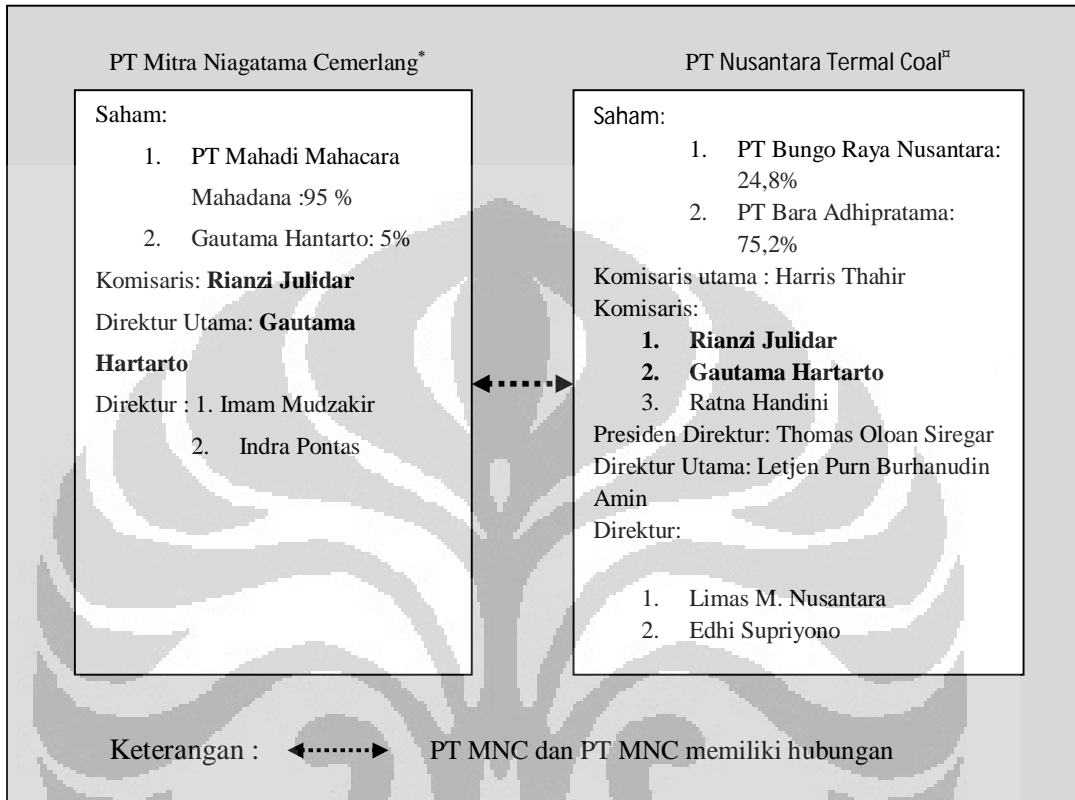 PT Mitra Niagatama Cemerlang*
Saham:
1. PT Mahadi Mahacara
Mahadana :95 %
2. Gautama Hantarto: 5%
Komisaris: Rianzi Julidar
Direktur Utama: Gautama
Hartarto
Direktur : 1. Imam Mudzakir
2. Indra Pontas
PT Nusantara Termal Coal¤
Saham:
1. PT Bungo Raya Nusantara:
24,8%
2. PT Bara Adhipratama:
75,2%
Komisaris utama : Harris Thahir
Komisaris:
1. Rianzi Julidar
2. Gautama Hartarto
3. Ratna Handini
Presiden Direktur: Thomas Oloan Siregar
Direktur Utama: Letjen Purn Burhanudin
Amin
Direktur:
1. Limas M. Nusantara
2. Edhi Supriyono
Keterangan : PT MNC dan PT MNC memiliki hubungan